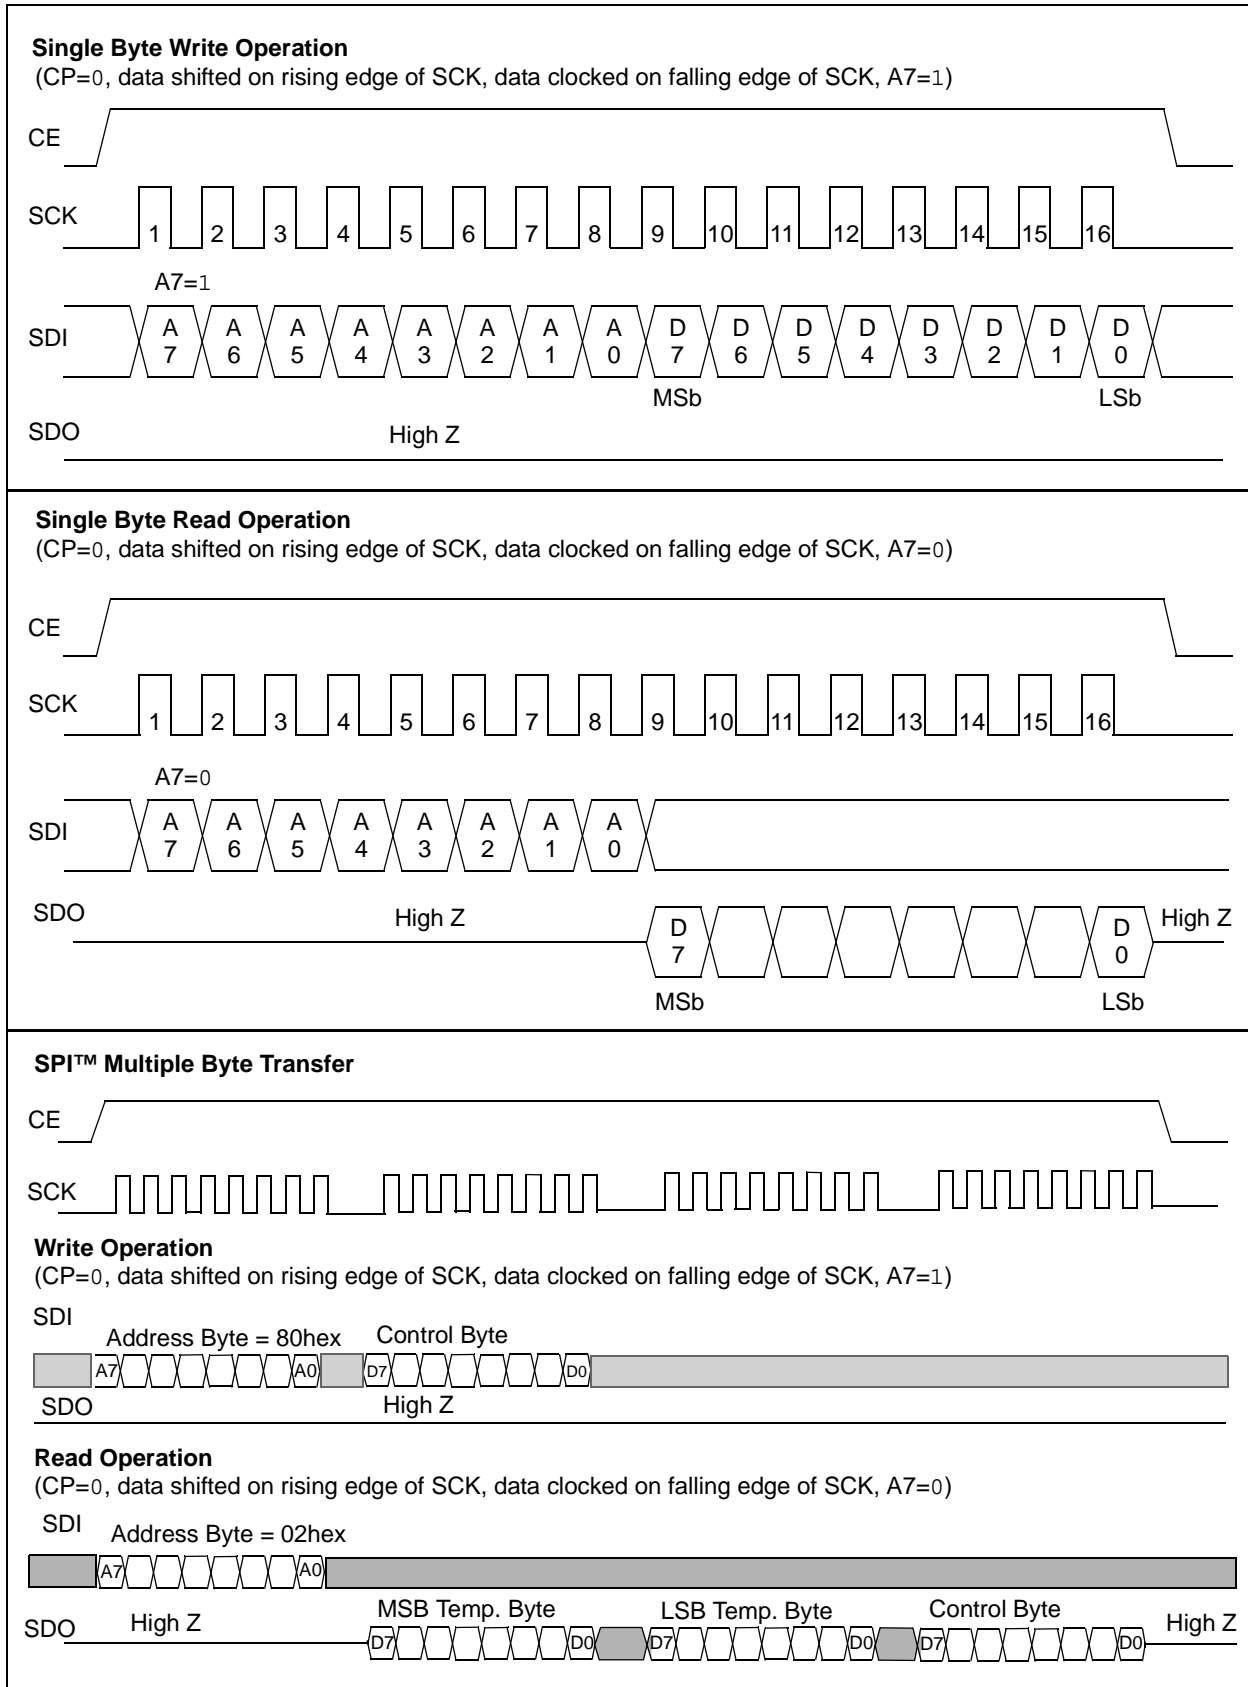 Single Byte Write Operation
(CP=0, data shifted on rising edge of SCK, data clocked on falling edge of SCK, A7=1)
CE
SCK
1 2 3 4 5 6 7 8 9 10 11 12 13 14 15 16
A7=1
SDI
A A A A A A A A D D D D D D D D
7 6 5 4 3 2 1 0 7 6 5 4 3 2 1 0
MSb LSb
SDO
High Z
Single Byte Read Operation
(CP=0, data shifted on rising edge of SCK, data clocked on falling edge of SCK, A7=0)
CE
SCK
1 2 3 4 5 6 7 8 9 10 11 12 13 14 15 16
A7=0
SDI
A A A A A A A A
7 6 5 4 3 2 1 0
SDO High Z High Z
D D
7 0
MSb LSb
SPI™ Multiple Byte Transfer
CE
SCK
Write Operation
(CP=0, data shifted on rising edge of SCK, data clocked on falling edge of SCK, A7=1)
SDI
Address Byte = 80hex Control Byte
A7 A0 D7 D0
SDO High Z
Read Operation
(CP=0, data shifted on rising edge of SCK, data clocked on falling edge of SCK, A7=0)
SDI
Address Byte = 02hex
A7 A0
MSB Temp. Byte LSB Temp. Byte Control Byte
SDO High Z High Z
D7 D0 D7 D0 D7 D0